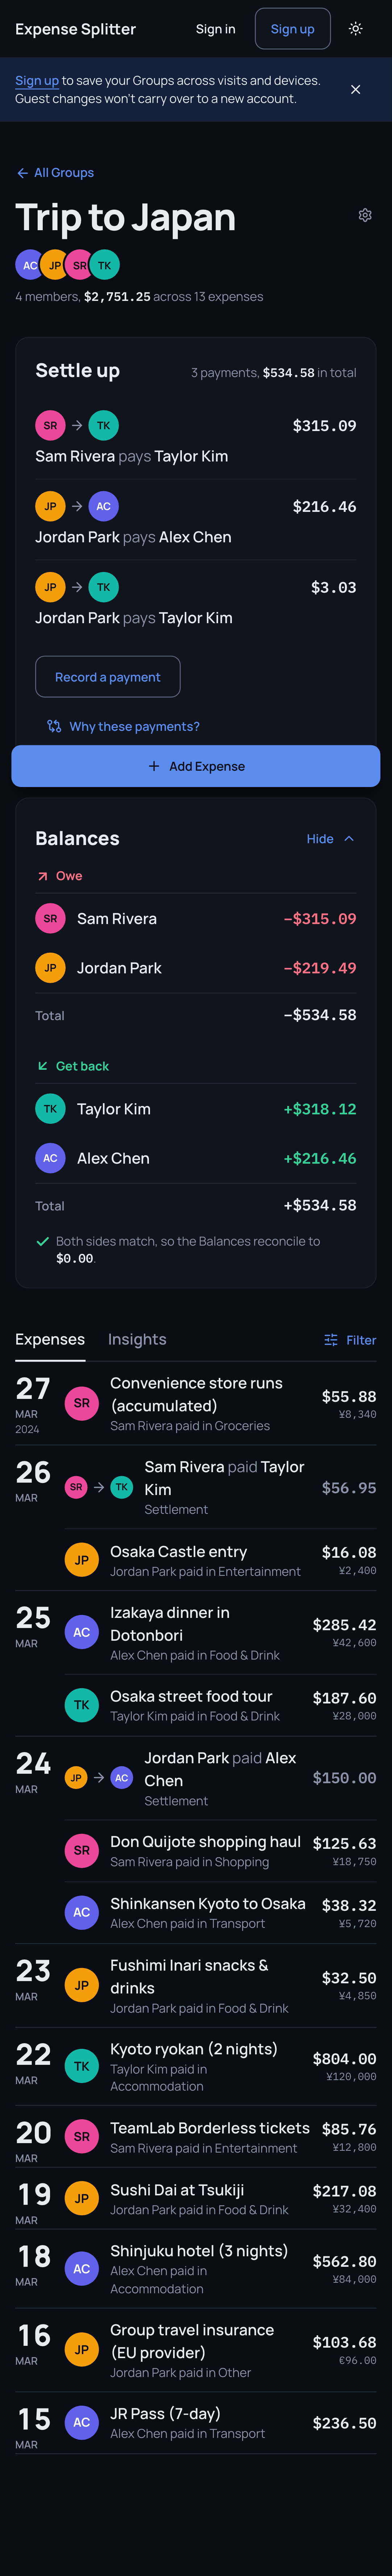 Expense Splitter
Sign in
Sign up
Sign up to save your Groups across visits and devices.
Guest changes won't carry over to a new account.
All Groups
Trip to Japan
AC JP SR TK
4 members, $2,751.25 across 13 expenses
Settle up
3 payments, $534.58 in total
SR → TK $315.09
Sam Rivera pays Taylor Kim
JP → AC $216.46
Jordan Park pays Alex Chen
JP → TK $3.03
Jordan Park pays Taylor Kim
Record a payment
Why these payments?
+ Add Expense
Balances
Hide
Owe
SR Sam Rivera −$315.09
JP Jordan Park −$219.49
Total −$534.58
Get back
TK Taylor Kim +$318.12
AC Alex Chen +$216.46
Total +$534.58
Both sides match, so the Balances reconcile to
$0.00.
Expenses
Insights
Filter
27
MAR
2024
SR
Convenience store runs
(accumulated)
Sam Rivera paid in Groceries
$55.88
¥8,340
26
MAR
SR → TK
Sam Rivera paid Taylor
Kim
Settlement
$56.95
JP
Osaka Castle entry
Jordan Park paid in Entertainment
$16.08
¥2,400
25
MAR
AC
Izakaya dinner in
Dotonbori
Alex Chen paid in Food & Drink
$285.42
¥42,600
TK
Osaka street food tour
Taylor Kim paid in Food & Drink
$187.60
¥28,000
24
MAR
JP → AC
Jordan Park paid Alex
Chen
Settlement
$150.00
SR
Don Quijote shopping haul
Sam Rivera paid in Shopping
$125.63
¥18,750
AC
Shinkansen Kyoto to Osaka
Alex Chen paid in Transport
$38.32
¥5,720
23
MAR
JP
Fushimi Inari snacks &
drinks
Jordan Park paid in Food & Drink
$32.50
¥4,850
22
MAR
TK
Kyoto ryokan (2 nights)
Taylor Kim paid in
Accommodation
$804.00
¥120,000
20
MAR
SR
TeamLab Borderless tickets
Sam Rivera paid in Entertainment
$85.76
¥12,800
19
MAR
JP
Sushi Dai at Tsukiji
Jordan Park paid in Food & Drink
$217.08
¥32,400
18
MAR
AC
Shinjuku hotel (3 nights)
Alex Chen paid in
Accommodation
$562.80
¥84,000
16
MAR
JP
Group travel insurance
(EU provider)
Jordan Park paid in Other
$103.68
€96.00
15
MAR
AC
JR Pass (7-day)
Alex Chen paid in Transport
$236.50